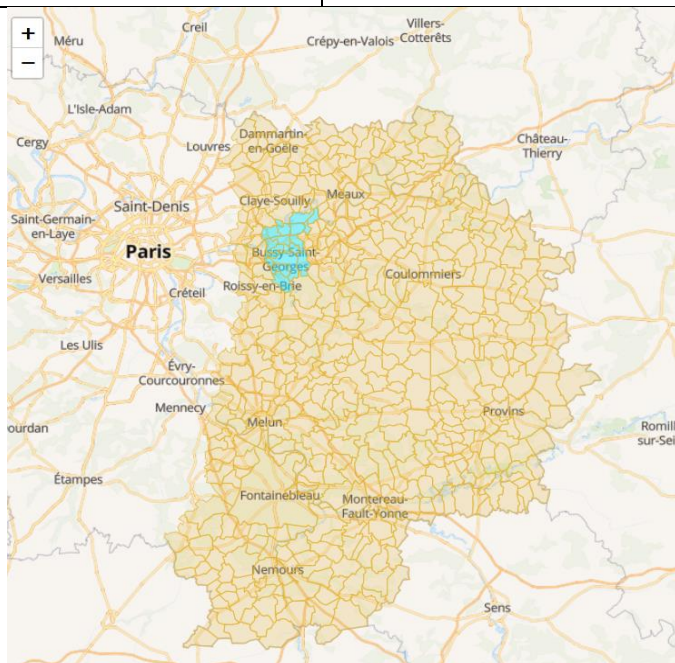 +
−
Méru
Creil
Villers-
Cotterêts
Crépy-en-Valois
L'Isle-Adam
Cergy
Louvres
Dammartin-
en-Goële
Château-
Thierry
Saint-Denis
Claye-Souilly
Meaux
Saint-Germain-
en-Laye
Paris
Bussy-Saint-
Georges
Versailles
Créteil
Roissy-en-Brie
Coulommiers
Les Ulis
Évry-
Courcouronnes
Mennecy
ourdan
Melun
Provins
Romill
sur-Sei
Étampes
Fontainebleau
Montereau-
Fault-Yonne
Nemours
Sens